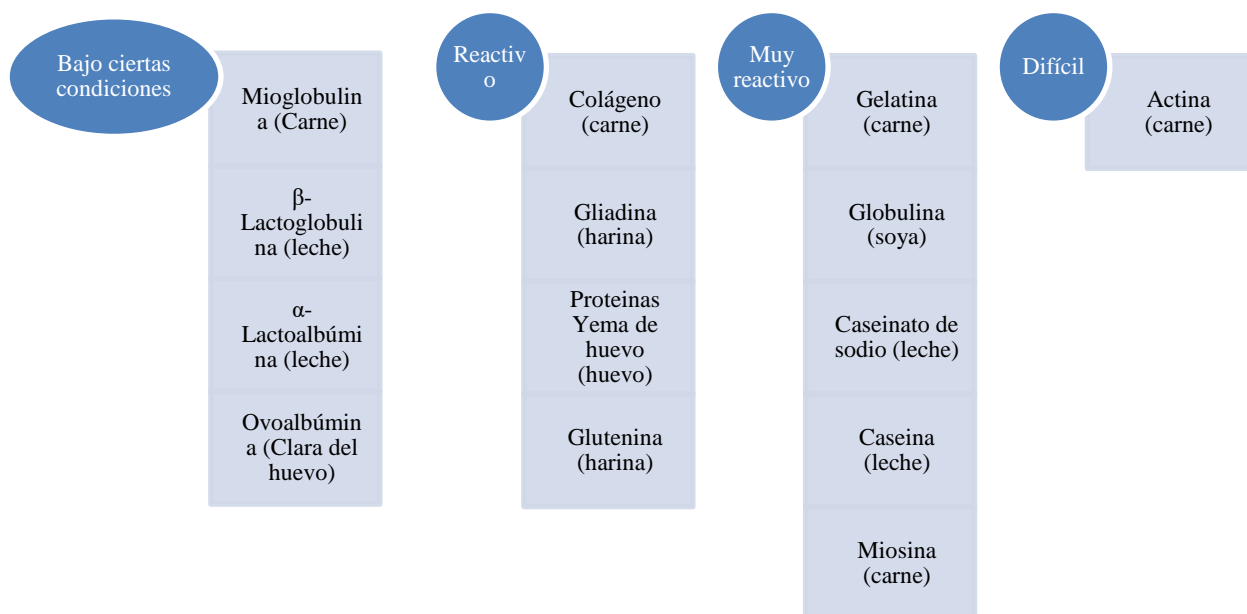 Bajo ciertas
condiciones
Mioglobulin
a (Carne)
β-
Lactoglobuli
na (leche)
α-
Lactoalbúmi
na (leche)
Ovoalbúmin
a (Clara del
huevo)
Reactiv
o
Colágeno
(carne)
Gliadina
(harina)
Proteinas
Yema de
huevo
(huevo)
Glutenina
(harina)
Muy
reactivo
Gelatina
(carne)
Globulina
(soya)
Caseinato de
sodio (leche)
Caseina
(leche)
Miosina
(carne)
Difícil
Actina
(carne)